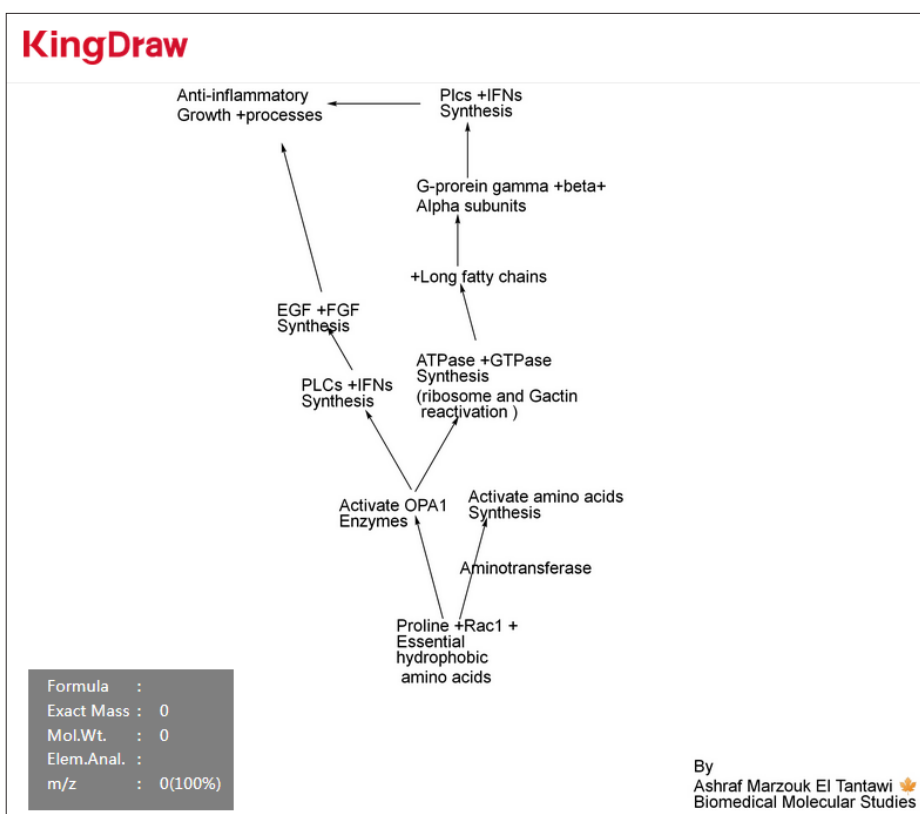 KingDraw
Anti-inflammatory
Growth +processes
Plcs +IFNs
Synthesis
G-prorein gamma +beta+
Alpha subunits
+Long fatty chains
EGF +FGF
Synthesis
ATPase +GTPase
Synthesis
(ribosome and Gactin
reactivation )
PLCs +IFNs
Synthesis
Activate OPA1
Enzymes
Activate amino acids
Synthesis
Aminotransferase
Proline +Rac1 +
Essential
hydrophobic
amino acids
Formula :
Exact Mass : 0
Mol.Wt. : 0
Elem.Anal. :
m/z : 0(100%)
By
Ashraf Marzouk El Tantawi 🍁
Biomedical Molecular Studies